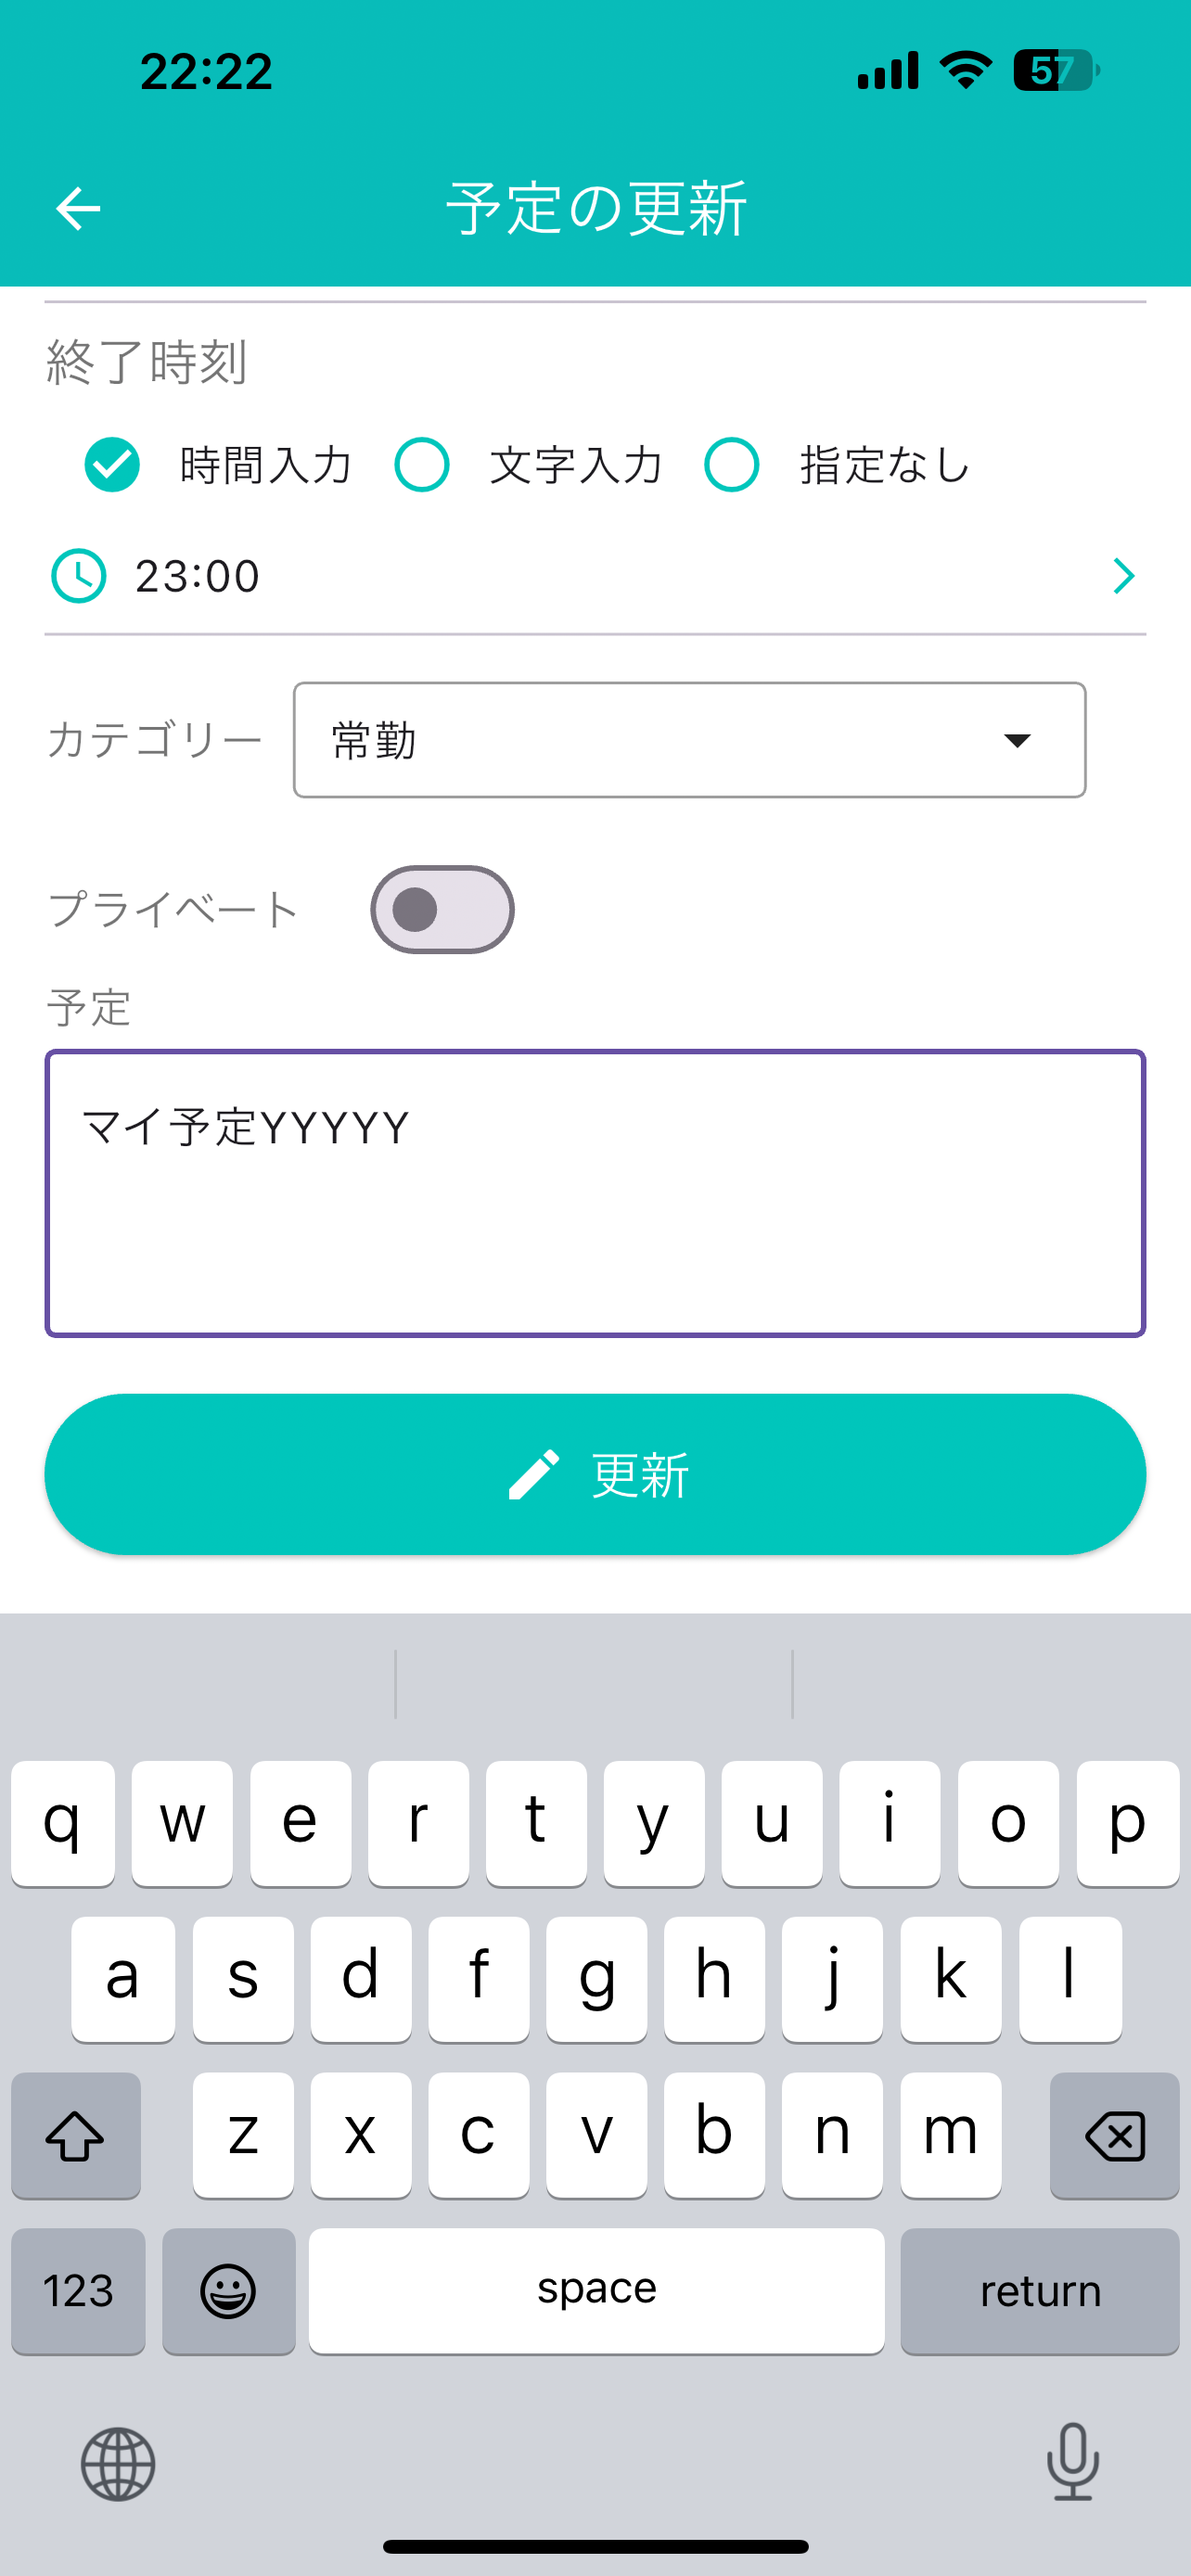 22:22
57
予定の更新
終了時刻
時間入力 文字入力 指定なし
23:00
カテゴリー 常勤
プライベート
予定
マイ予定YYYYY
更新
q w e r t y u i o p
a s d f g h j k l
z x c v b n m
123 space return